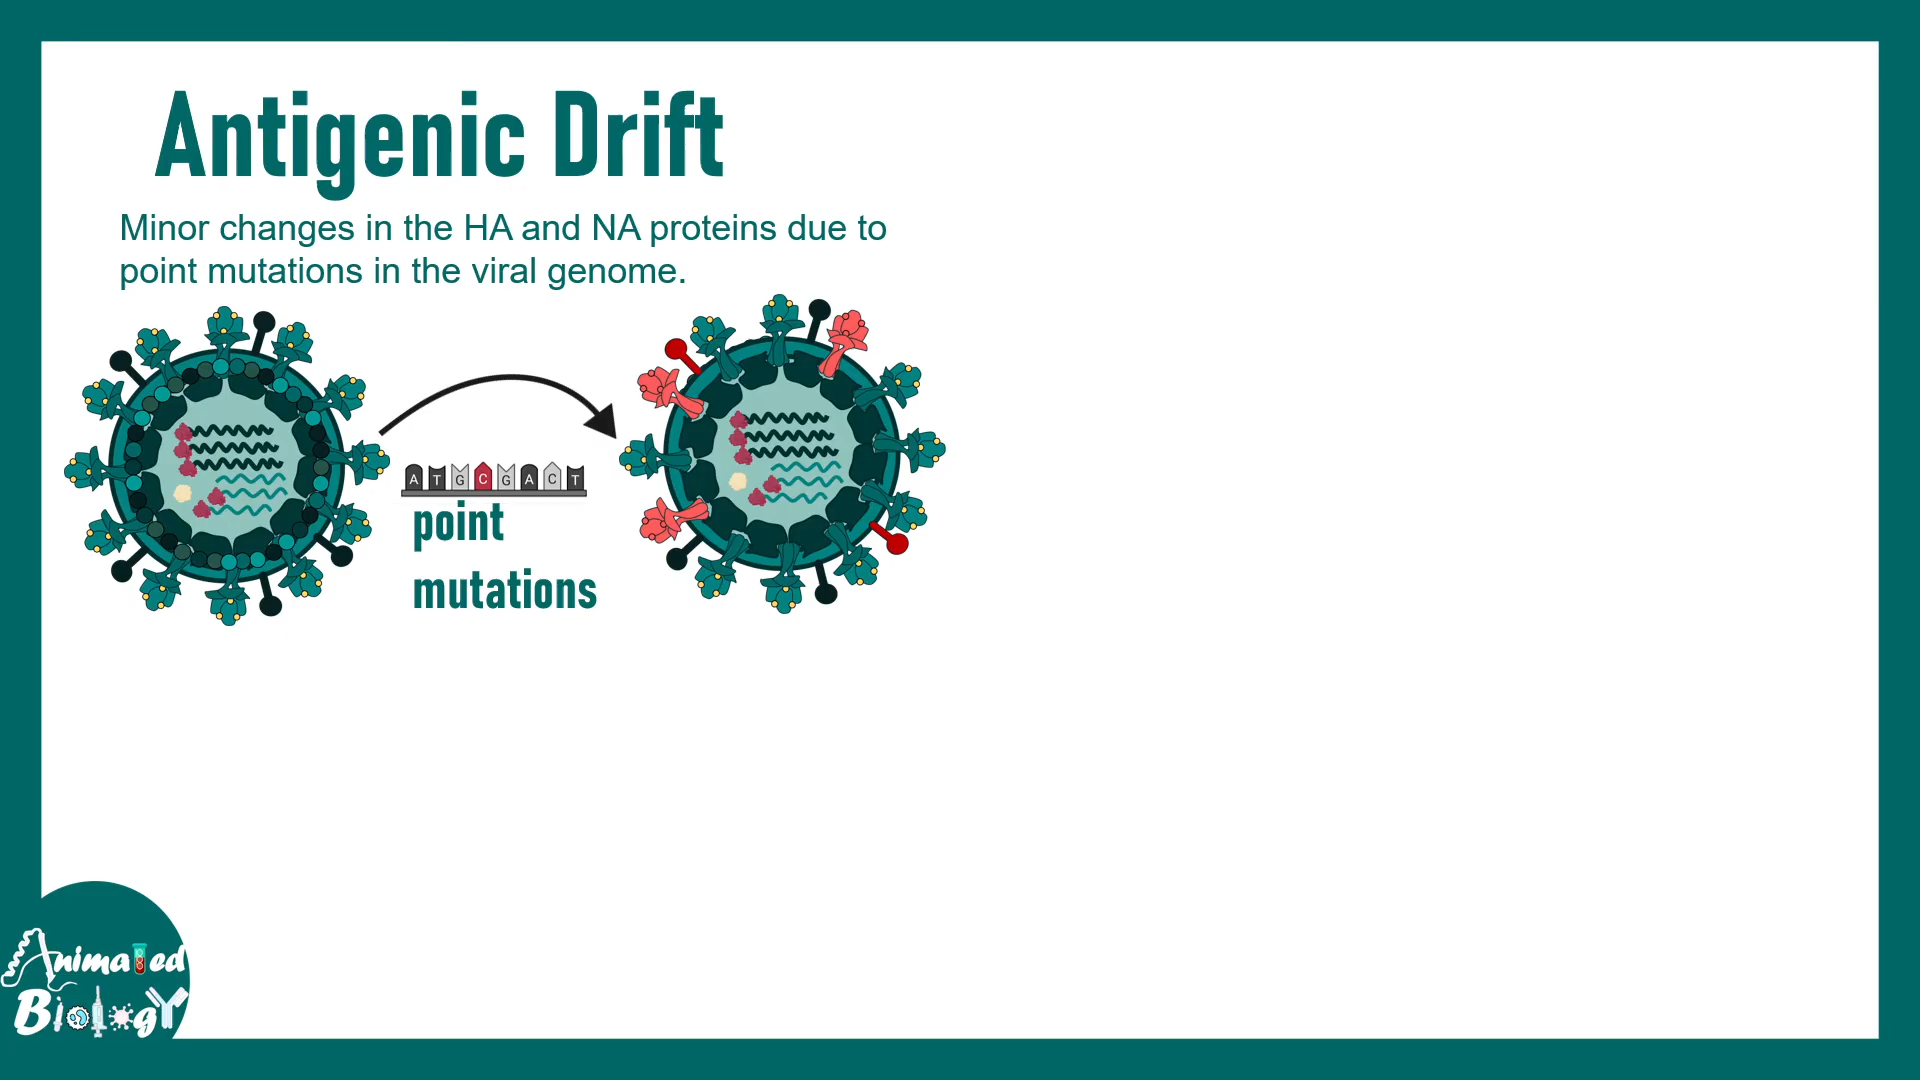 Antigenic Drift
Minor changes in the HA and NA proteins due to
point mutations in the viral genome.
A T G C G A C T
point
mutations
Animated
Biology